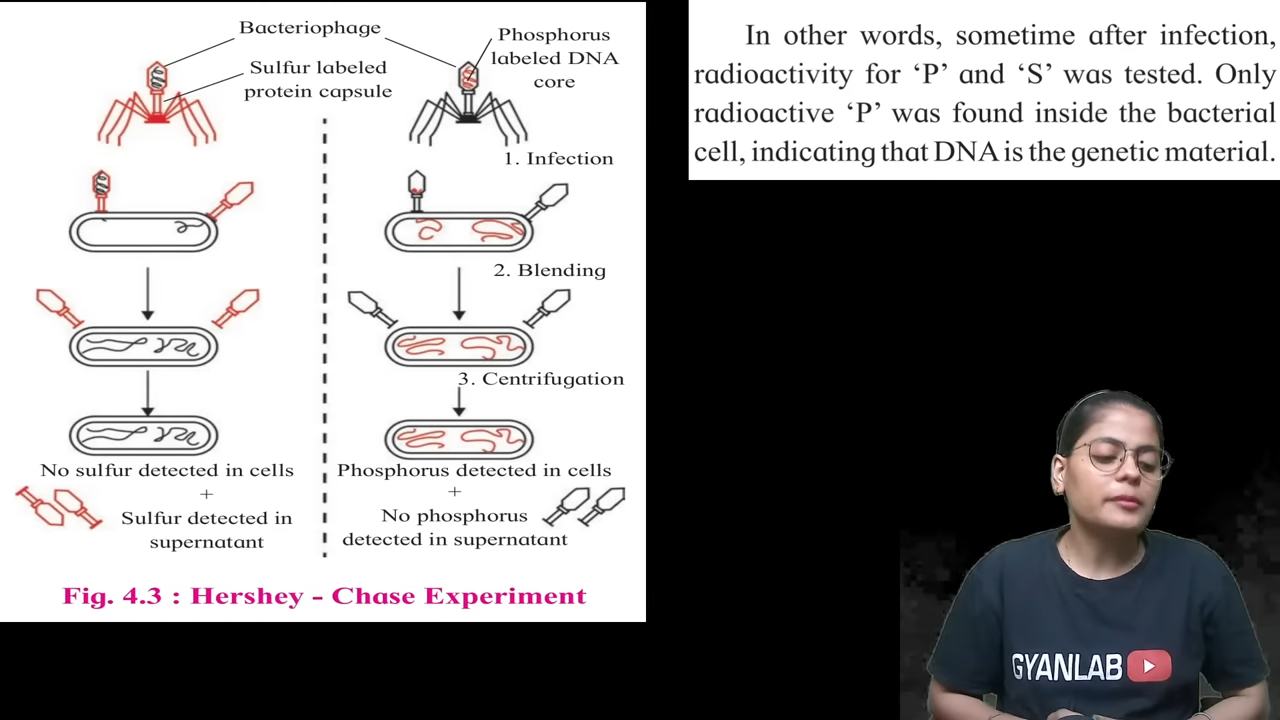 Bacteriophage
Sulfur labeled
protein capsule
Phosphorus
labeled DNA
core
1. Infection
2. Blending
3. Centrifugation
No sulfur detected in cells
+
Sulfur detected in
supernatant
Phosphorus detected in cells
+
No phosphorus
detected in supernatant
Fig. 4.3 : Hershey - Chase Experiment
In other words, sometime after infection,
radioactivity for ‘P’ and ‘S’ was tested. Only
radioactive ‘P’ was found inside the bacterial
cell, indicating that DNA is the genetic material.
GYANLAB